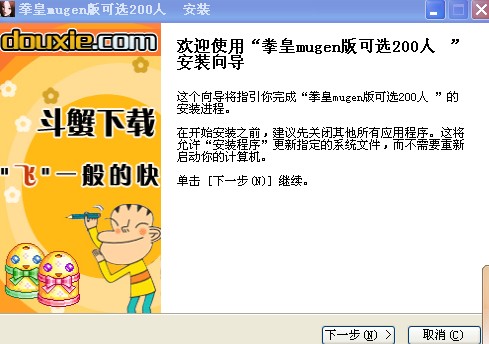 拳皇mugen版可选200人 安装
douxie.com
斗蟹下载
"飞"一般的快
欢迎使用“拳皇mugen版可选200人 ”
安装向导
这个向导将指引你完成“拳皇mugen版可选200人 ”的
安装进程。
在开始安装之前，建议先关闭其他所有应用程序。这将
允许“安装程序”更新指定的系统文件，而不需要重新
启动你的计算机。
单击 [下一步(N)] 继续。
下一步(N) >
取消(C)